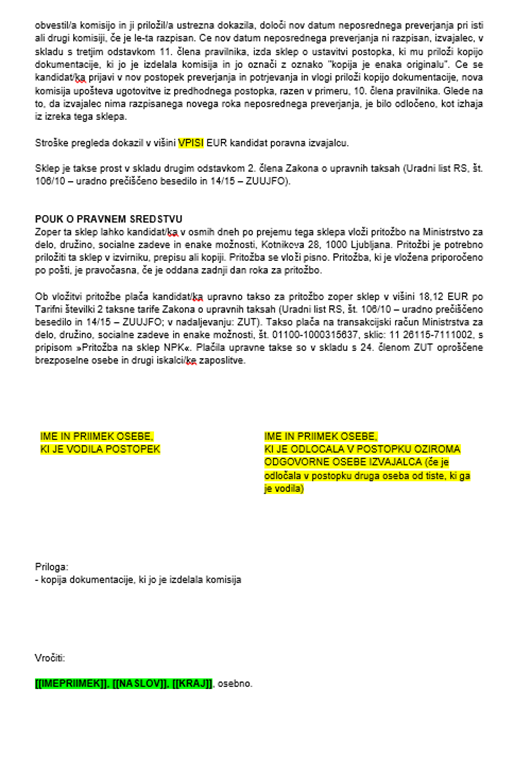 obvestil/a komisijo in ji priložil/a ustrezna dokazila, določi nov datum neposrednega preverjanja pri isti
ali drugi komisiji, če je le-ta razpisan. Ce nov datum neposrednega preverjanja ni razpisan, izvajalec, v
skladu s tretjim odstavkom 11. člena pravilnika, izda sklep o ustavitvi postopka, ki mu priloži kopijo
dokumentacije, ki jo je izdelala komisija in jo označi z oznako "kopija je enaka originalu". Ce se
kandidat/ka prijavi v nov postopek preverjanja in potrjevanja in vlogi priloži kopijo dokumentacije, nova
komisija upošteva ugotovitve iz predhodnega postopka, razen v primeru, 10. člena pravilnika. Glede na
to, da izvajalec nima razpisanega novega roka neposrednega preverjanja, je bilo odločeno, kot izhaja
iz izreka tega sklepa.
Stroške pregleda dokazil v višini VPISI EUR kandidat poravna izvajalcu.
Sklep je takse prost v skladu drugim odstavkom 2. člena Zakona o upravnih taksah (Uradni list RS, št.
106/10 – uradno prečiščeno besedilo in 14/15 – ZUUJFO).
POUK O PRAVNEM SREDSTVU
Zoper ta sklep lahko kandidat/ka v osmih dneh po prejemu tega sklepa vloži pritožbo na Ministrstvo za
delo, družino, socialne zadeve in enake možnosti, Kotnikova 28, 1000 Ljubljana. Pritožbi je potrebno
priložiti ta sklep v izvirniku, prepisu ali kopiji. Pritožba se vloži pisno. Pritožba, ki je vložena priporočeno
po pošti, je pravočasna, če je oddana zadnji dan roka za pritožbo.
Ob vložitvi pritožbe plača kandidat/ka upravno takso za pritožbo zoper sklep v višini 18,12 EUR po
Tarifni številki 2 taksne tarife Zakona o upravnih taksah (Uradni list RS, št. 106/10 – uradno prečiščeno
besedilo in 14/15 – ZUUJFO; v nadaljevanju: ZUT). Takso plača na transakcijski račun Ministrstva za
delo, družino, socialne zadeve in enake možnosti, št. 01100-1000315637, sklic: 11 26115-7111002, s
pripisom »Pritožba na sklep NPK«. Plačila upravne takse so v skladu s 24. členom ZUT oproščene
brezposelne osebe in drugi iskalci/ke zaposlitve.
IME IN PRIIMEK OSEBE,
KI JE VODILA POSTOPEK
IME IN PRIIMEK OSEBE,
KI JE ODLOCALA V POSTOPKU OZIROMA
ODGOVORNE OSEBE IZVAJALCA (če je
odločala v postopku druga oseba od tiste, ki ga
je vodila)
Priloga:
- kopija dokumentacije, ki jo je izdelala komisija
Vročiti:
[[IMEPRIIMEK]], [[NASLOV]], [[KRAJ]], osebno.